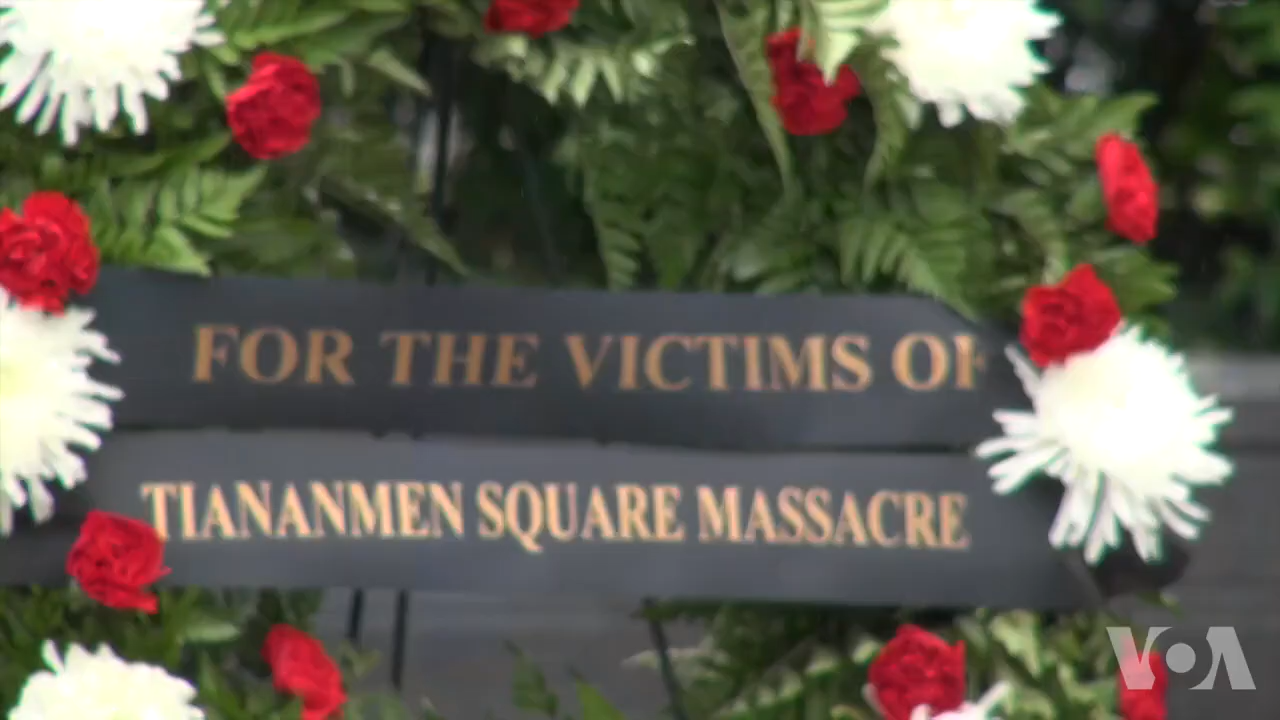 FOR THE VICTIMS OF
TIANANMEN SQUARE MASSACRE
VOA